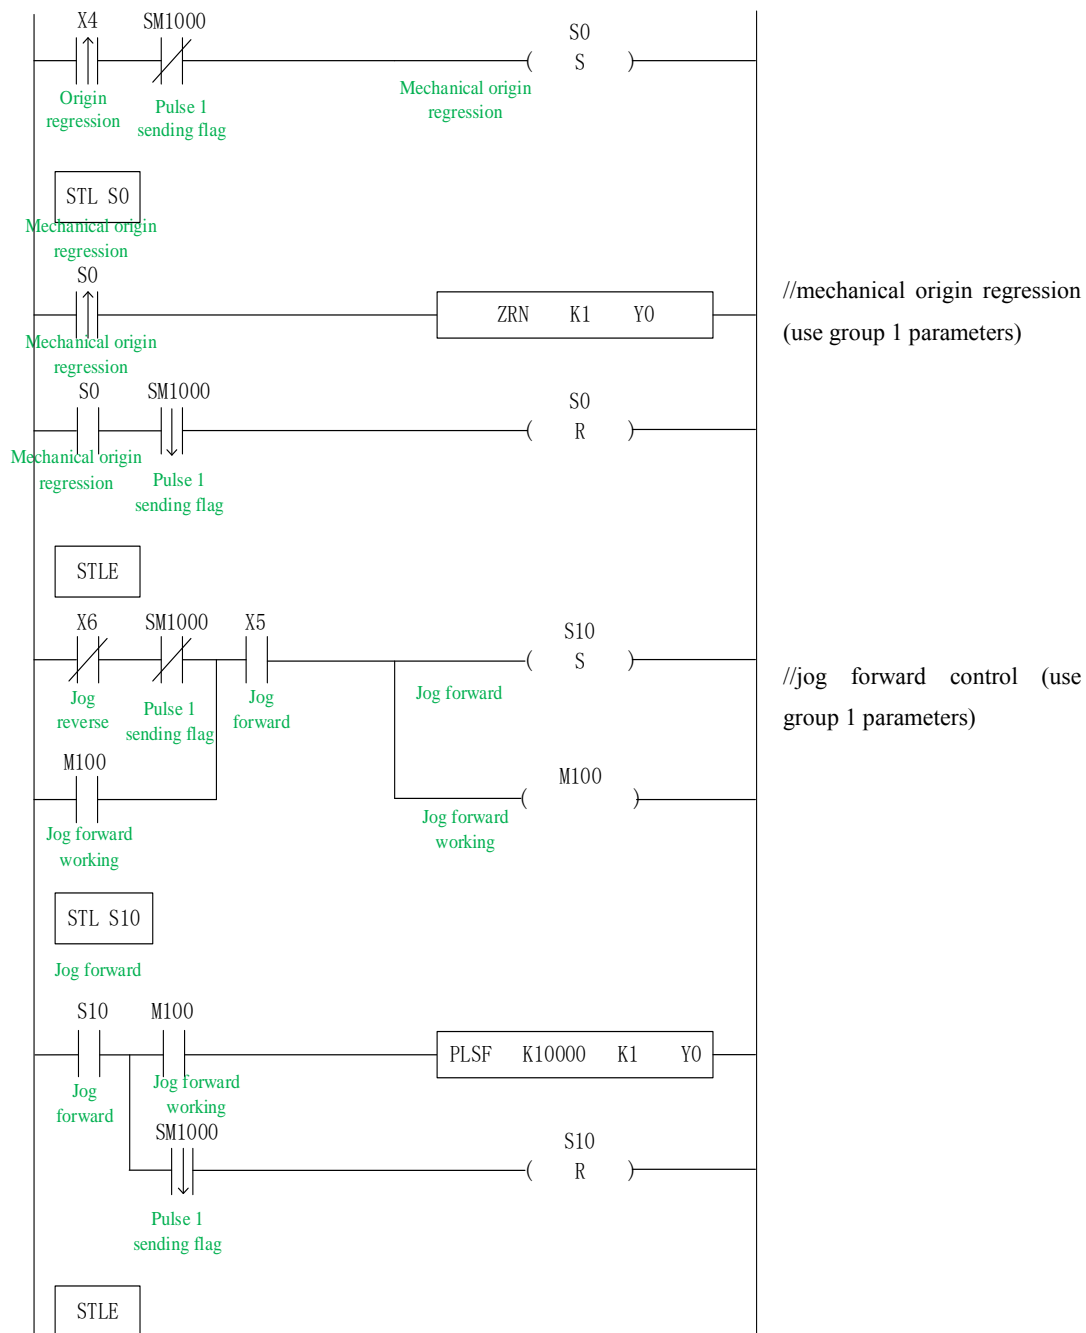 X4 SM1000
S0
( S )
Origin
regression
Pulse 1
sending flag
Mechanical origin
regression
STL S0
Mechanical origin
regression
S0
ZRN K1 Y0
//mechanical origin regression
(use group 1 parameters)
Mechanical origin
regression
S0 SM1000
S0
( R )
Mechanical origin
regression
Pulse 1
sending flag
STLE
X6 SM1000 X5
S10
( S )
//jog forward control (use
group 1 parameters)
Jog
reverse
Pulse 1
sending flag
Jog
forward
Jog forward
M100
M100
( )
Jog forward
working
Jog forward
working
STL S10
Jog forward
S10 M100
PLSF K10000 K1 Y0
Jog
forward
Jog forward
working
SM1000
S10
( R )
Pulse 1
sending flag
STLE